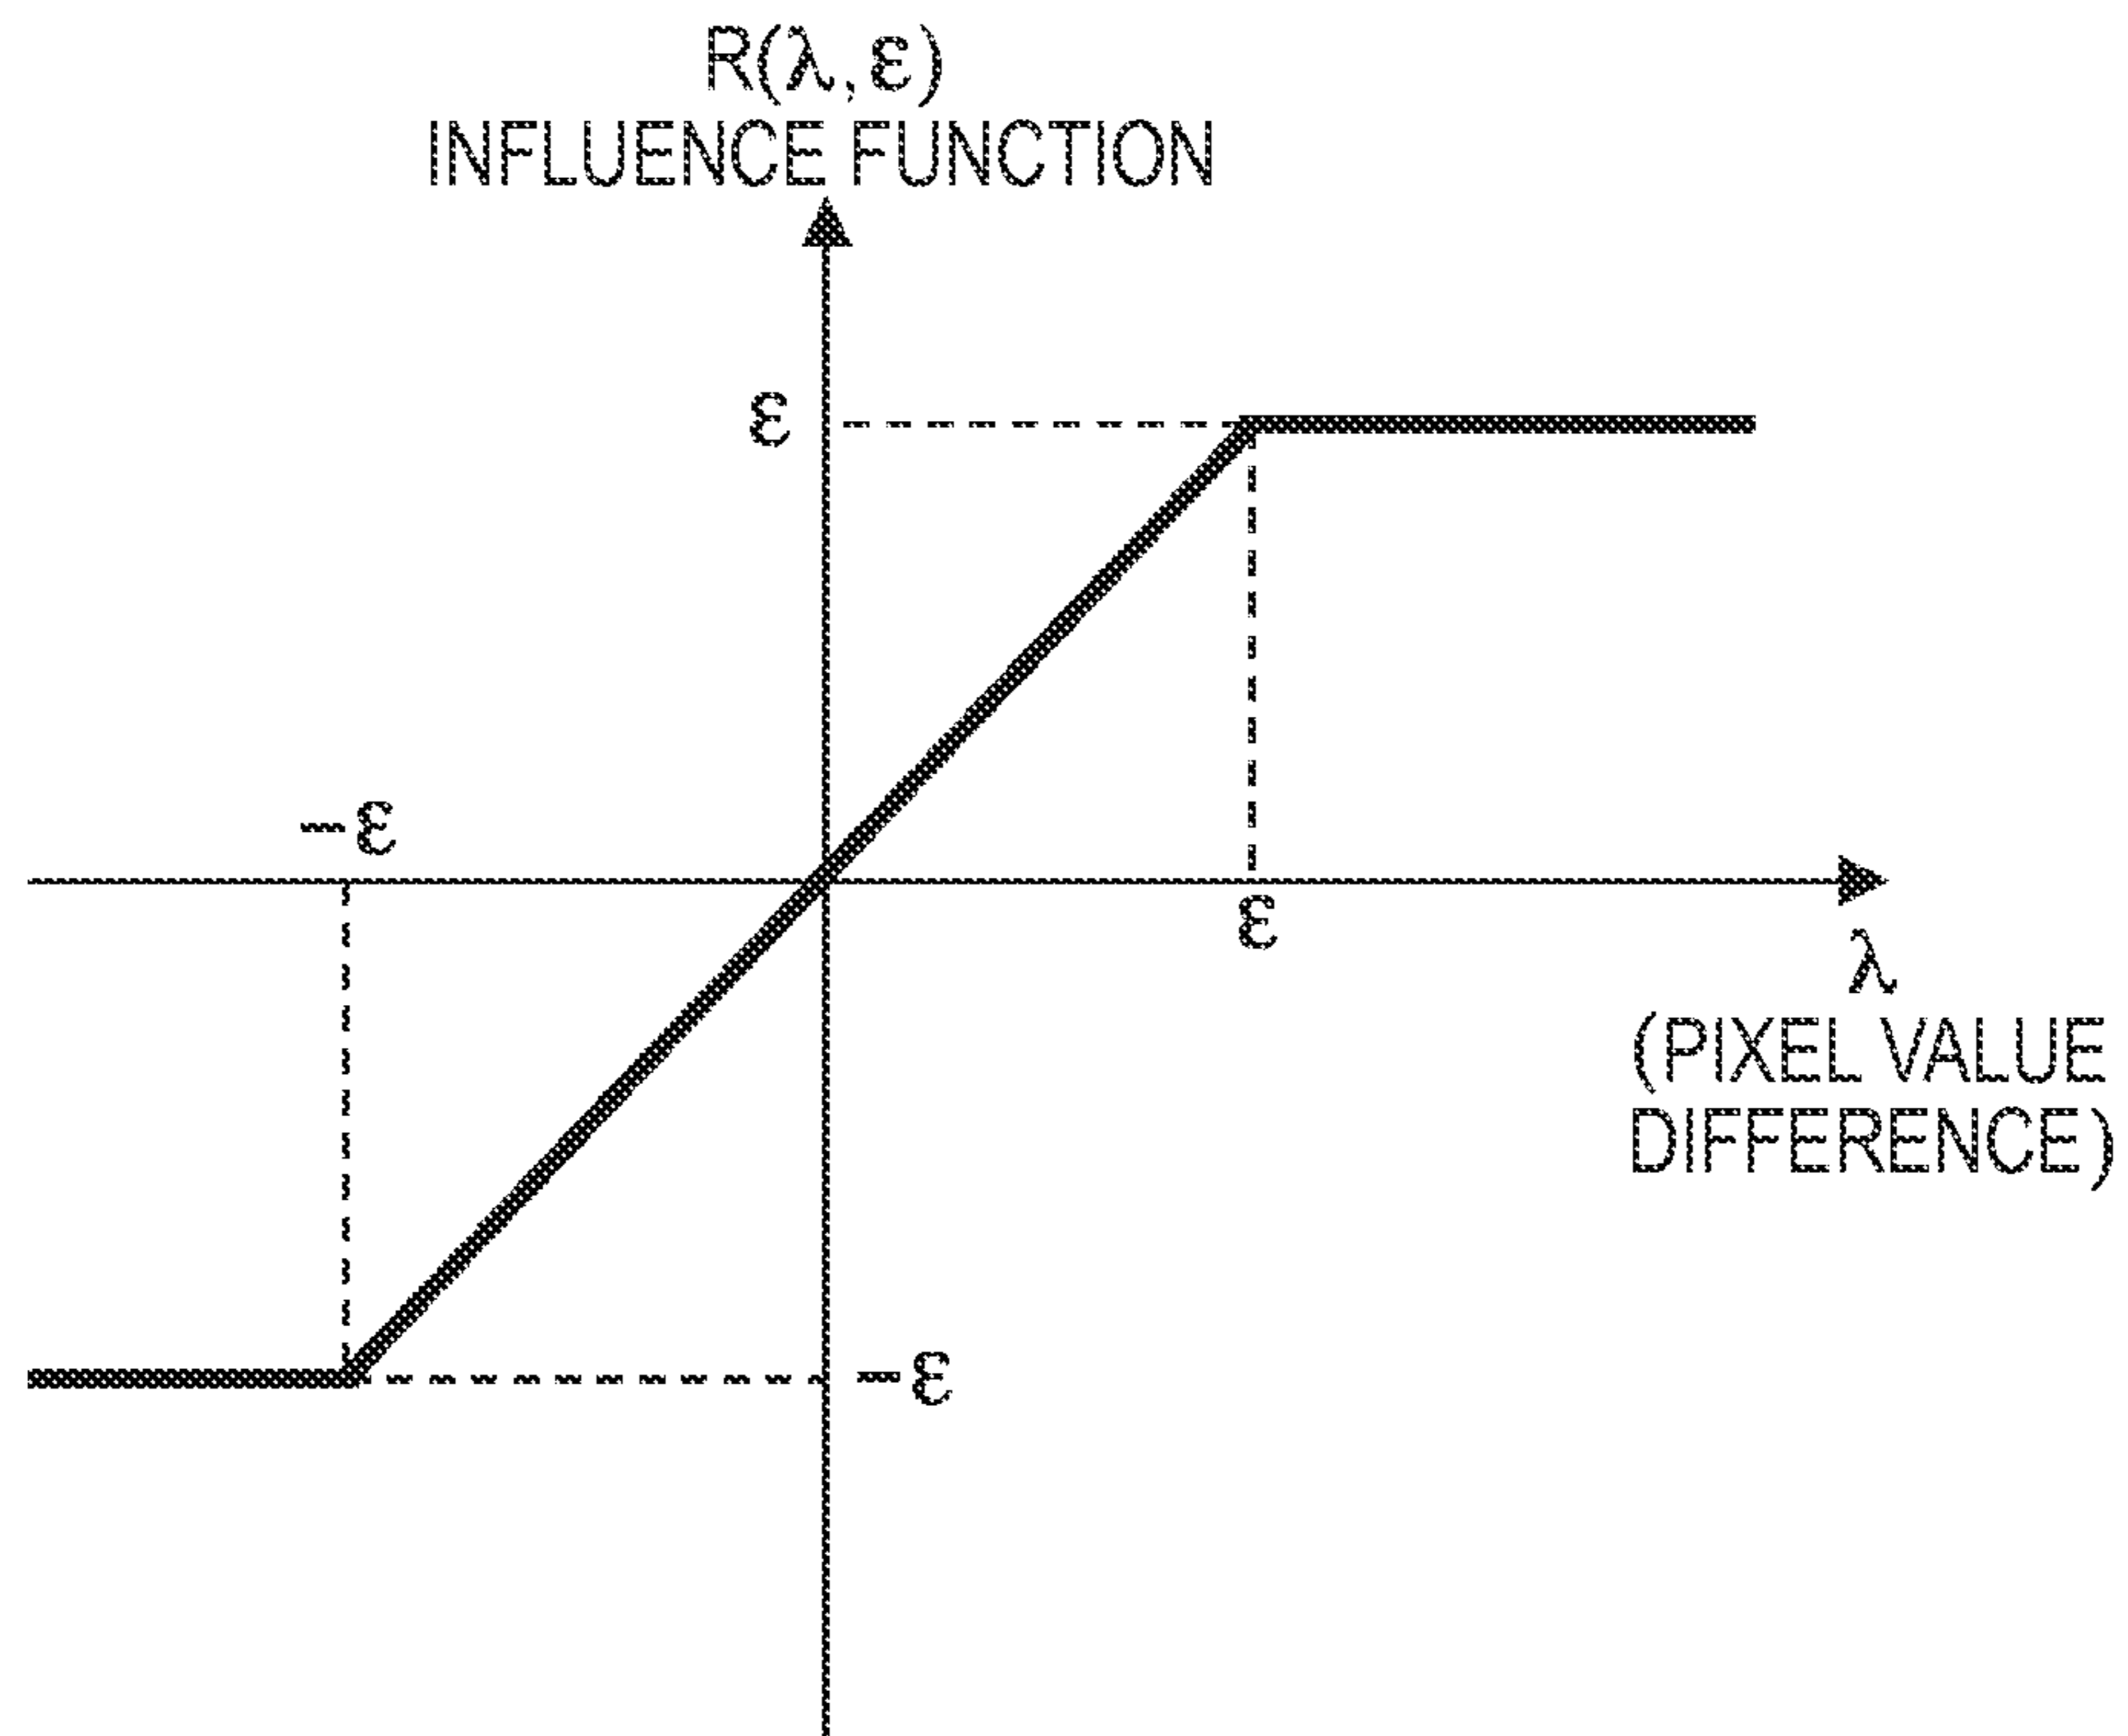 R(λ,ε)
INFLUENCE FUNCTION
ε
-ε
ε
λ
(PIXEL VALUE
DIFFERENCE)
-ε